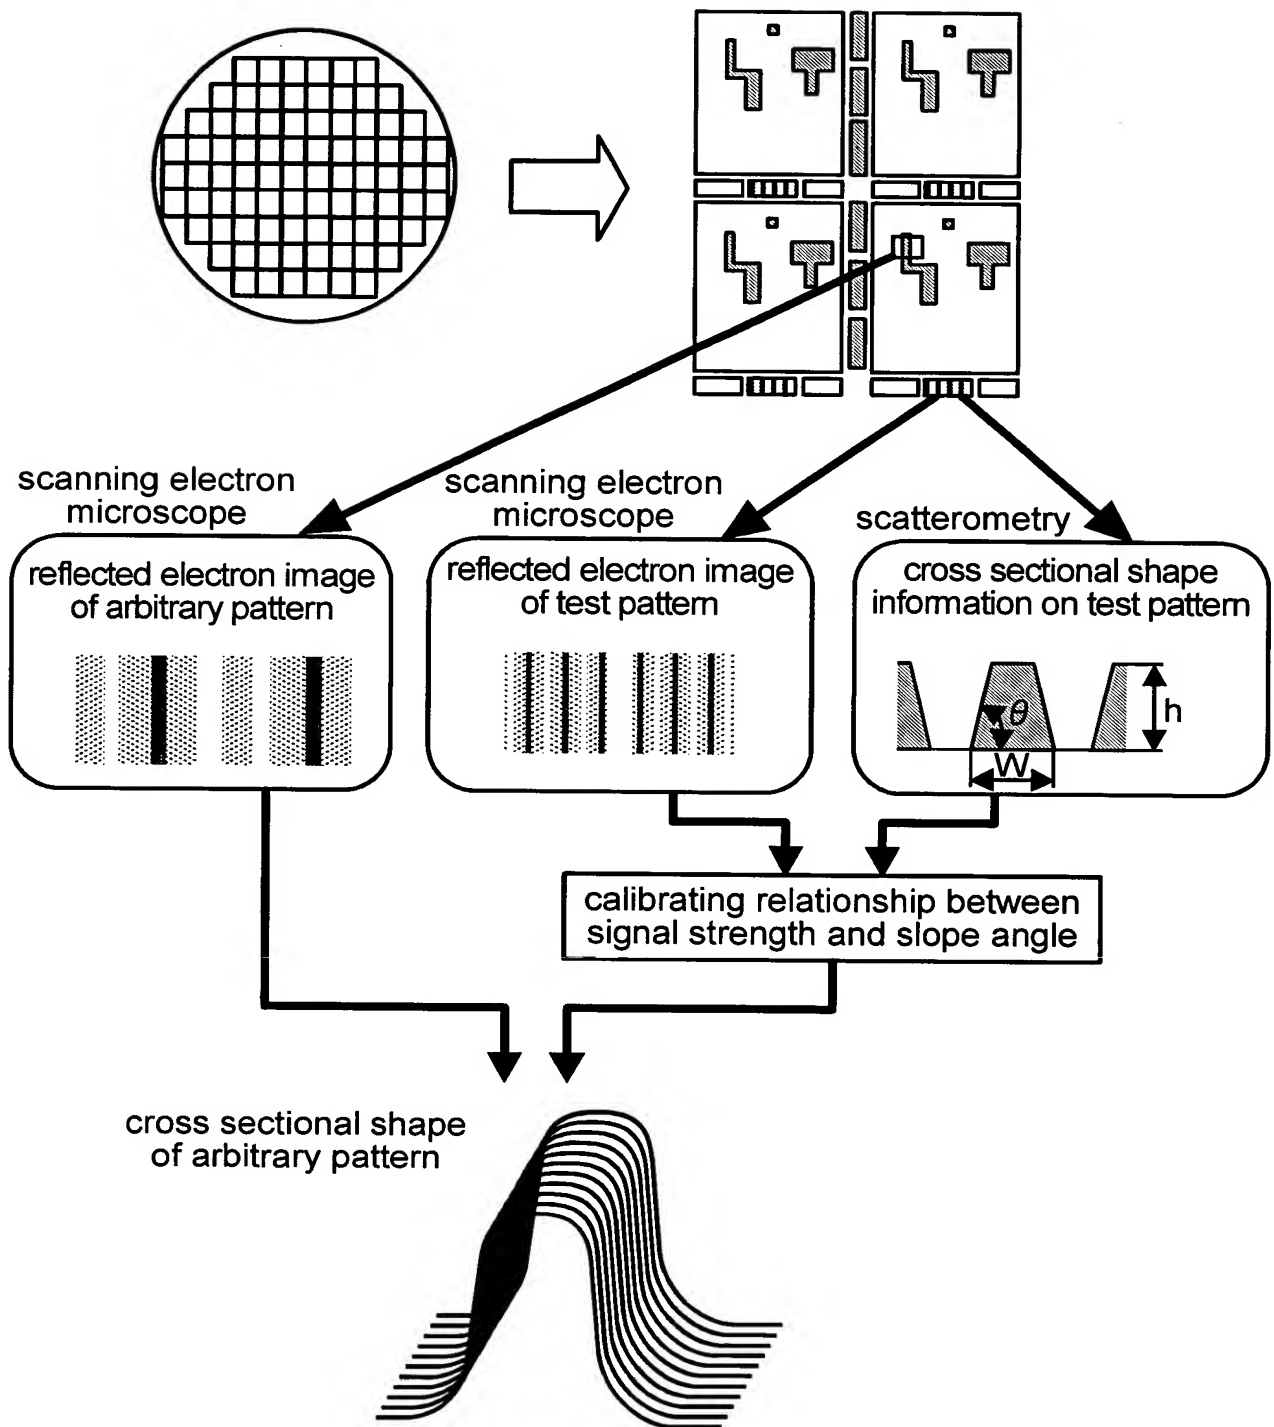 scanning electron
microscope
scanning electron
microscope
scatterometry
reflected electron image
of arbitrary pattern
reflected electron image
of test pattern
cross sectional shape
information on test pattern
θ
h
W
calibrating relationship between
signal strength and slope angle
cross sectional shape
of arbitrary pattern